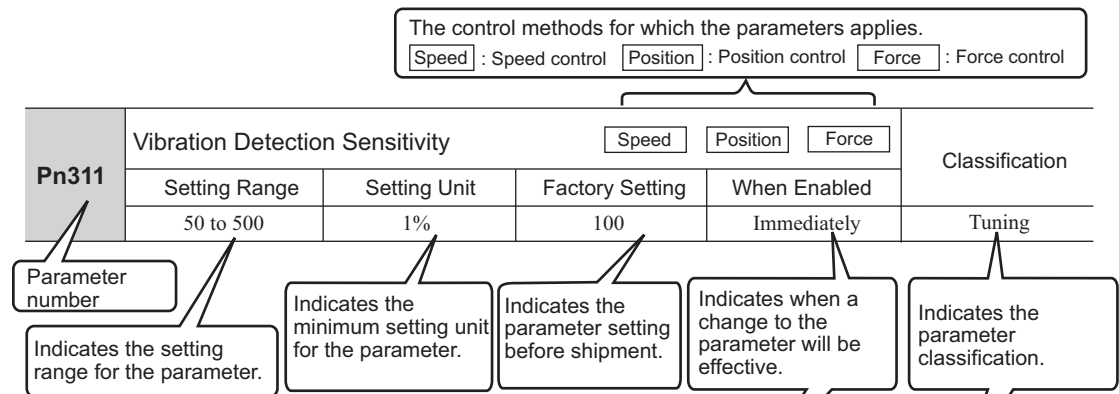 The control methods for which the parameters applies.
Speed : Speed control Position : Position control Force : Force control
Pn311
Vibration Detection Sensitivity Speed Position Force
Classification
Setting Range Setting Unit Factory Setting When Enabled
50 to 500 1% 100 Immediately Tuning
Parameter
number
Indicates the setting
range for the parameter.
Indicates the
minimum setting unit
for the parameter.
Indicates the
parameter setting
before shipment.
Indicates when a
change to the
parameter will be
effective.
Indicates the
parameter
classification.